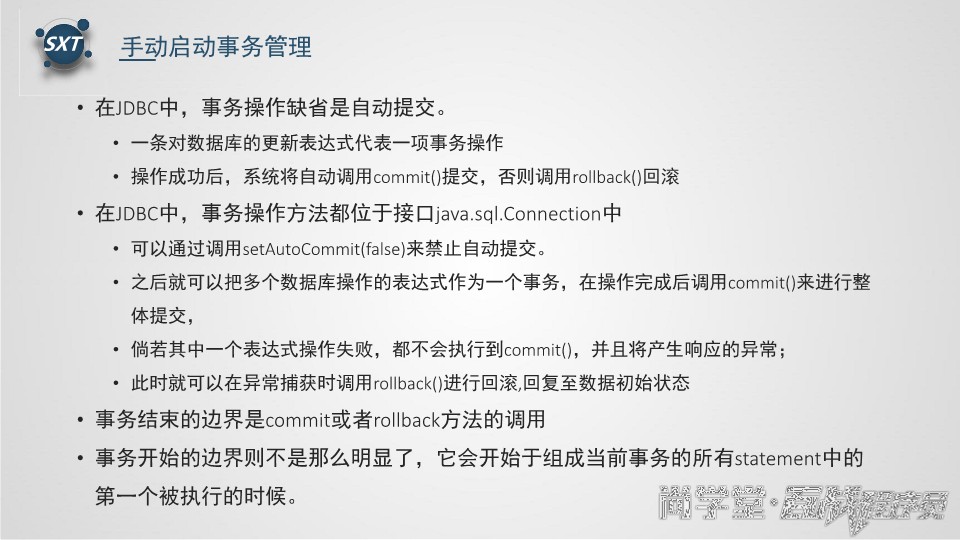 SXT
手动启动事务管理
• 在JDBC中，事务操作缺省是自动提交。
• 一条对数据库的更新表达式代表一项事务操作
• 操作成功后，系统将自动调用commit()提交，否则调用rollback()回滚
• 在JDBC中，事务操作方法都位于接口java.sql.Connection中
• 可以通过调用setAutoCommit(false)来禁止自动提交。
• 之后就可以把多个数据库操作的表达式作为一个事务，在操作完成后调用commit()来进行整
体提交，
• 倘若其中一个表达式操作失败，都不会执行到commit()，并且将产生响应的异常；
• 此时就可以在异常捕获时调用rollback()进行回滚,回复至数据初始状态
• 事务结束的边界是commit或者rollback方法的调用
• 事务开始的边界则不是那么明显了，它会开始于组成当前事务的所有statement中的
第一个被执行的时候。
尚学堂·百战程序员